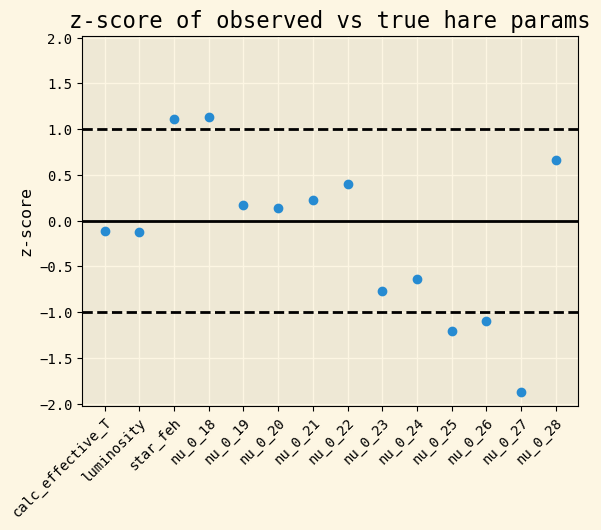 z-score of observed vs true hare params
2.0
1.5
1.0
0.5
0.0
−0.5
−1.0
−1.5
−2.0
z-score
calc_effective_T
luminosity
star_feh
nu_0_18
nu_0_19
nu_0_20
nu_0_21
nu_0_22
nu_0_23
nu_0_24
nu_0_25
nu_0_26
nu_0_27
nu_0_28